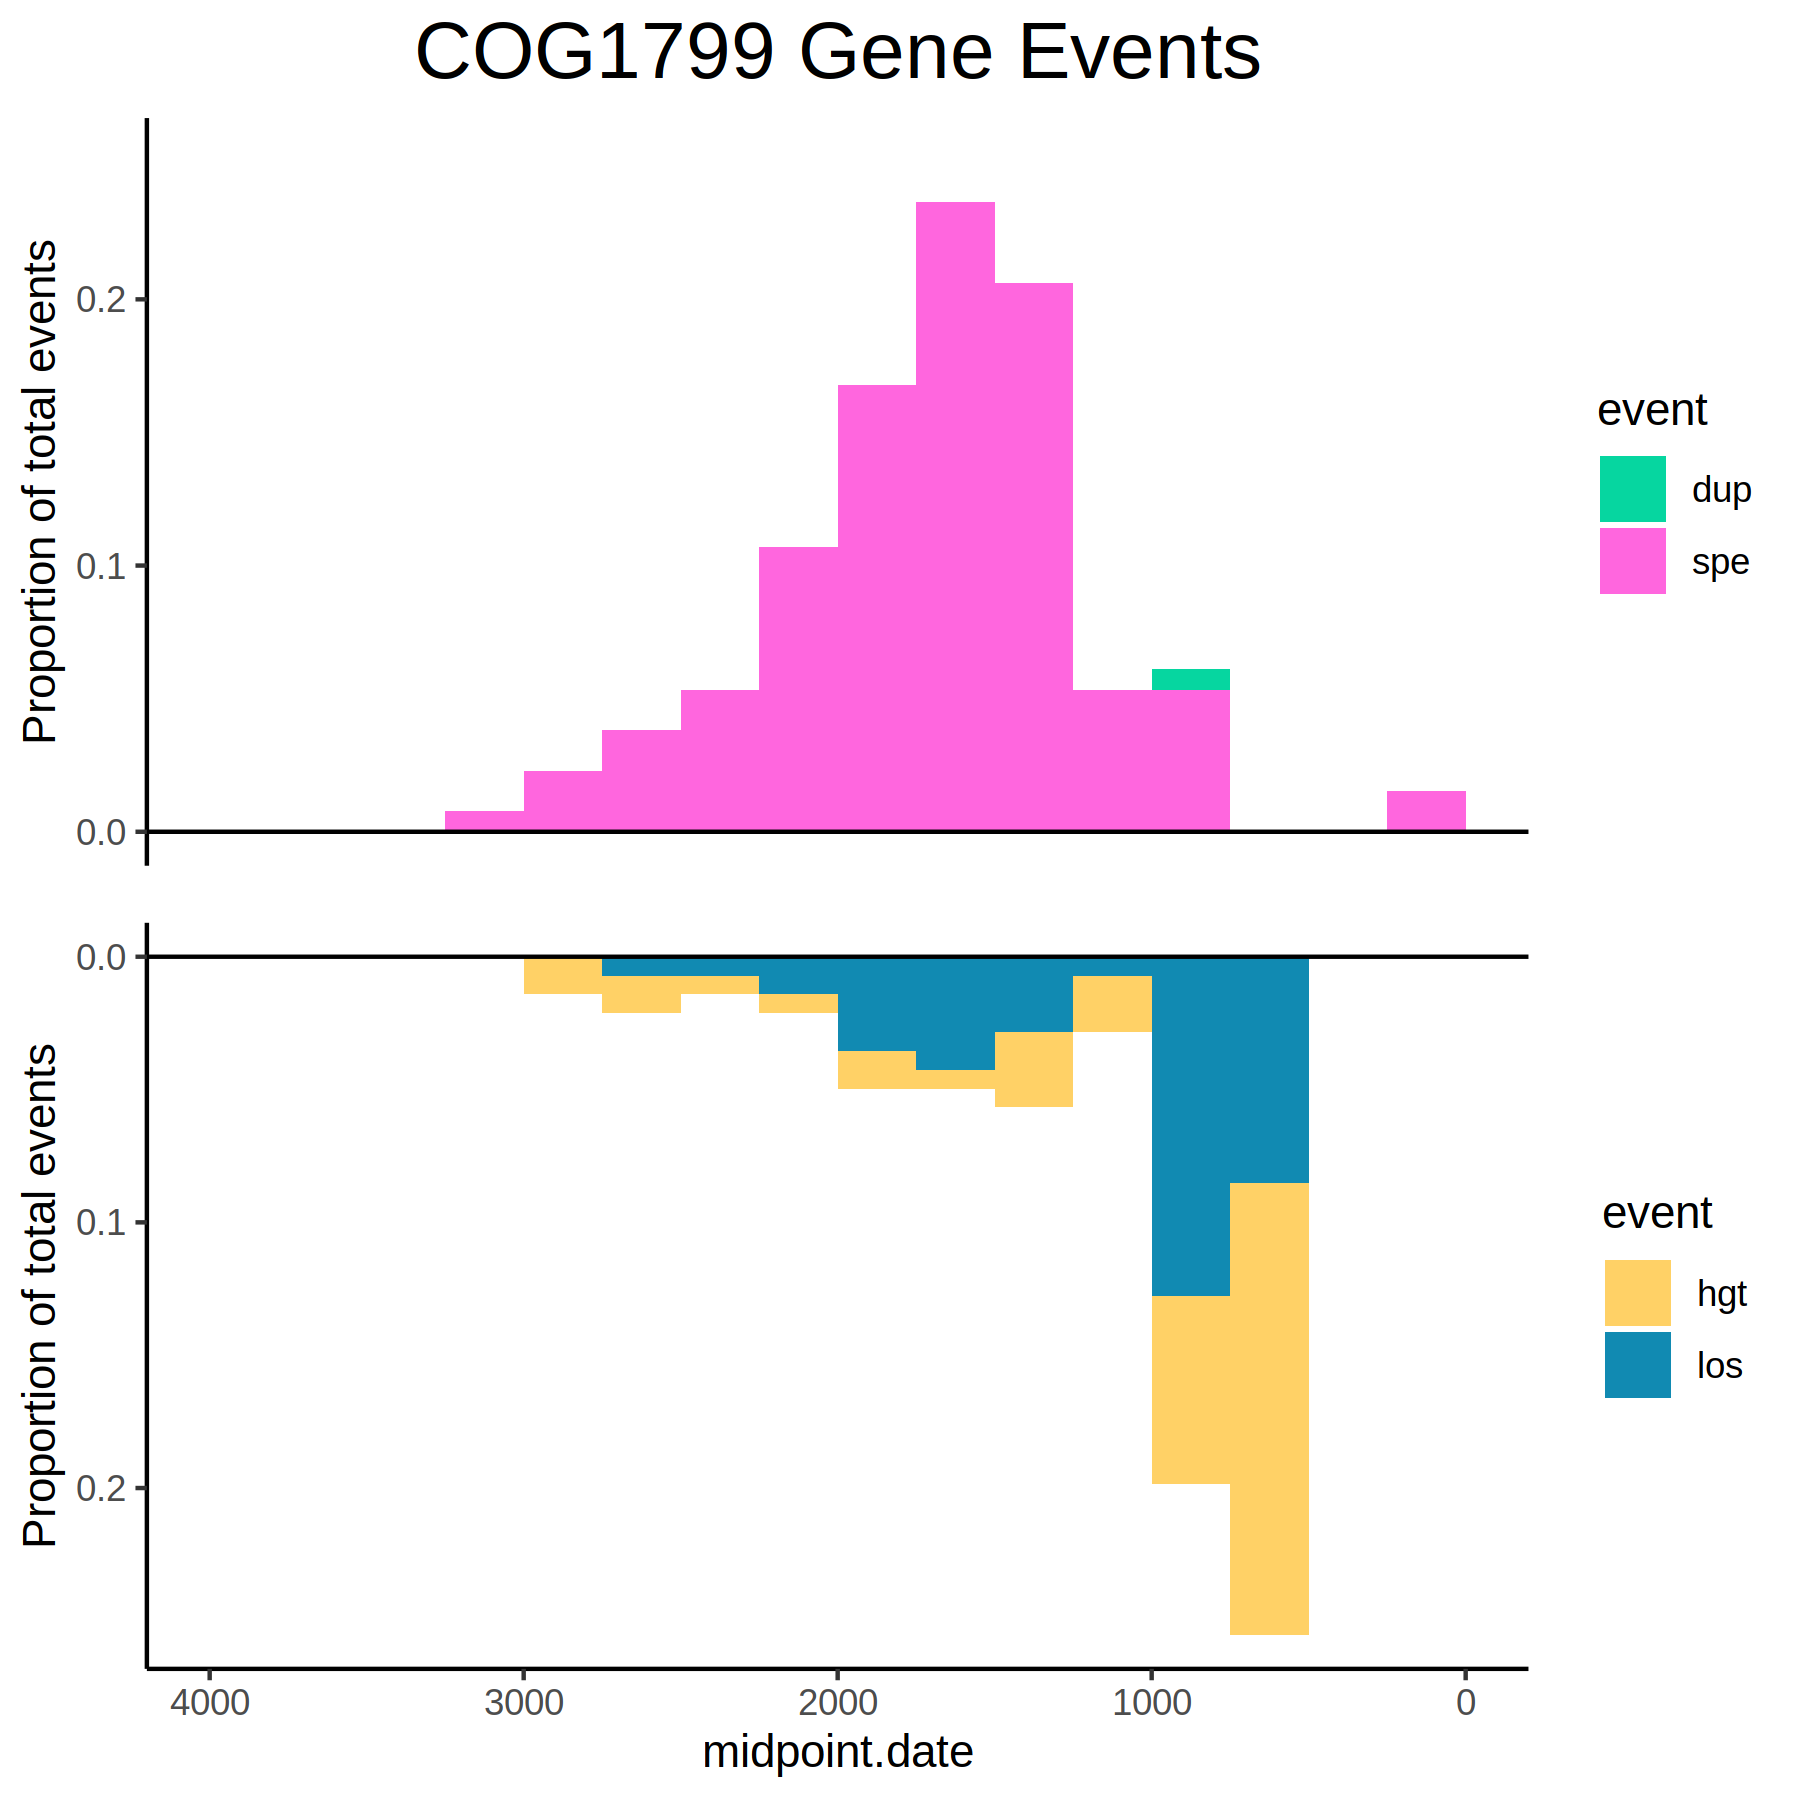 COG1799 Gene Events
Proportion of total events
0.2
0.1
0.0
event
dup
spe
Proportion of total events
0.0
0.1
0.2
event
hgt
los
4000 3000 2000 1000 0
midpoint.date